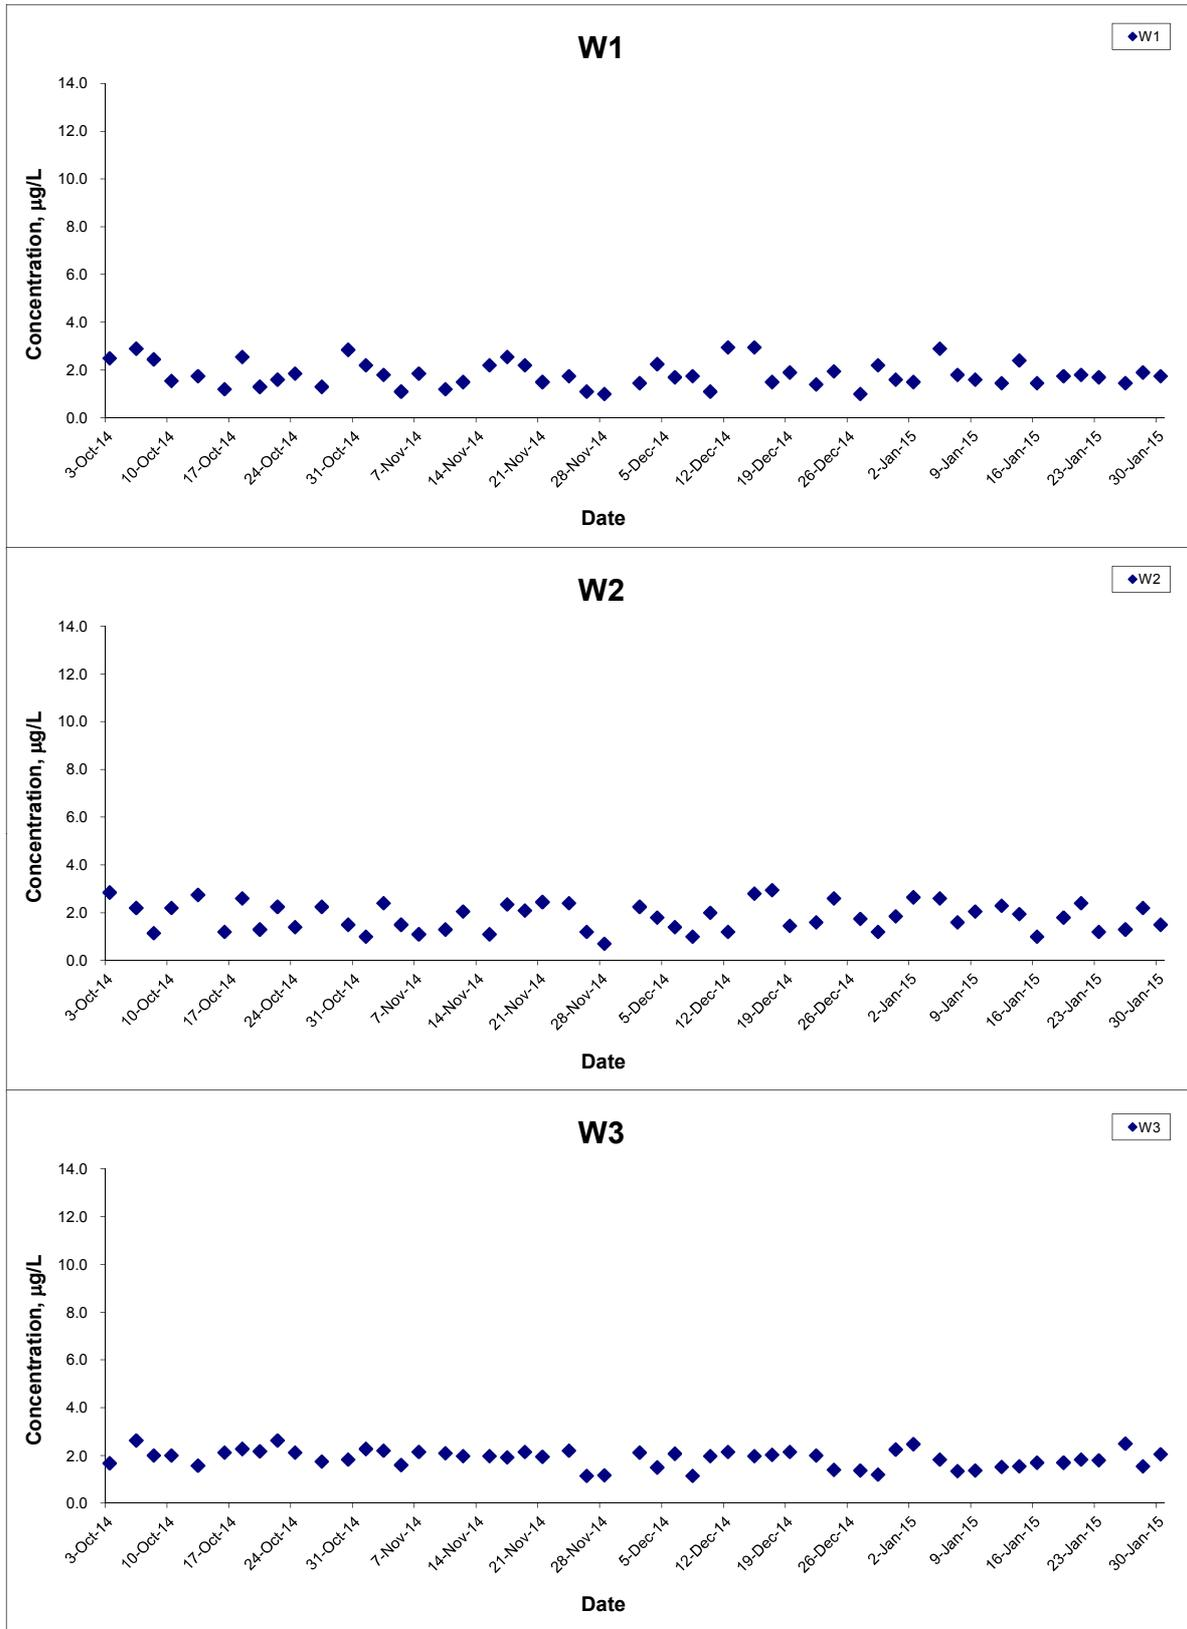 W1
W1
14.0
12.0
10.0
8.0
6.0
4.0
2.0
0.0
Concentration, µg/L
3-Oct-14
10-Oct-14
17-Oct-14
24-Oct-14
31-Oct-14
7-Nov-14
14-Nov-14
21-Nov-14
28-Nov-14
5-Dec-14
12-Dec-14
19-Dec-14
26-Dec-14
2-Jan-15
9-Jan-15
16-Jan-15
23-Jan-15
30-Jan-15
Date
W2
W2
14.0
12.0
10.0
8.0
6.0
4.0
2.0
0.0
Concentration, µg/L
3-Oct-14
10-Oct-14
17-Oct-14
24-Oct-14
31-Oct-14
7-Nov-14
14-Nov-14
21-Nov-14
28-Nov-14
5-Dec-14
12-Dec-14
19-Dec-14
26-Dec-14
2-Jan-15
9-Jan-15
16-Jan-15
23-Jan-15
30-Jan-15
Date
W3
W3
14.0
12.0
10.0
8.0
6.0
4.0
2.0
0.0
Concentration, µg/L
3-Oct-14
10-Oct-14
17-Oct-14
24-Oct-14
31-Oct-14
7-Nov-14
14-Nov-14
21-Nov-14
28-Nov-14
5-Dec-14
12-Dec-14
19-Dec-14
26-Dec-14
2-Jan-15
9-Jan-15
16-Jan-15
23-Jan-15
30-Jan-15
Date